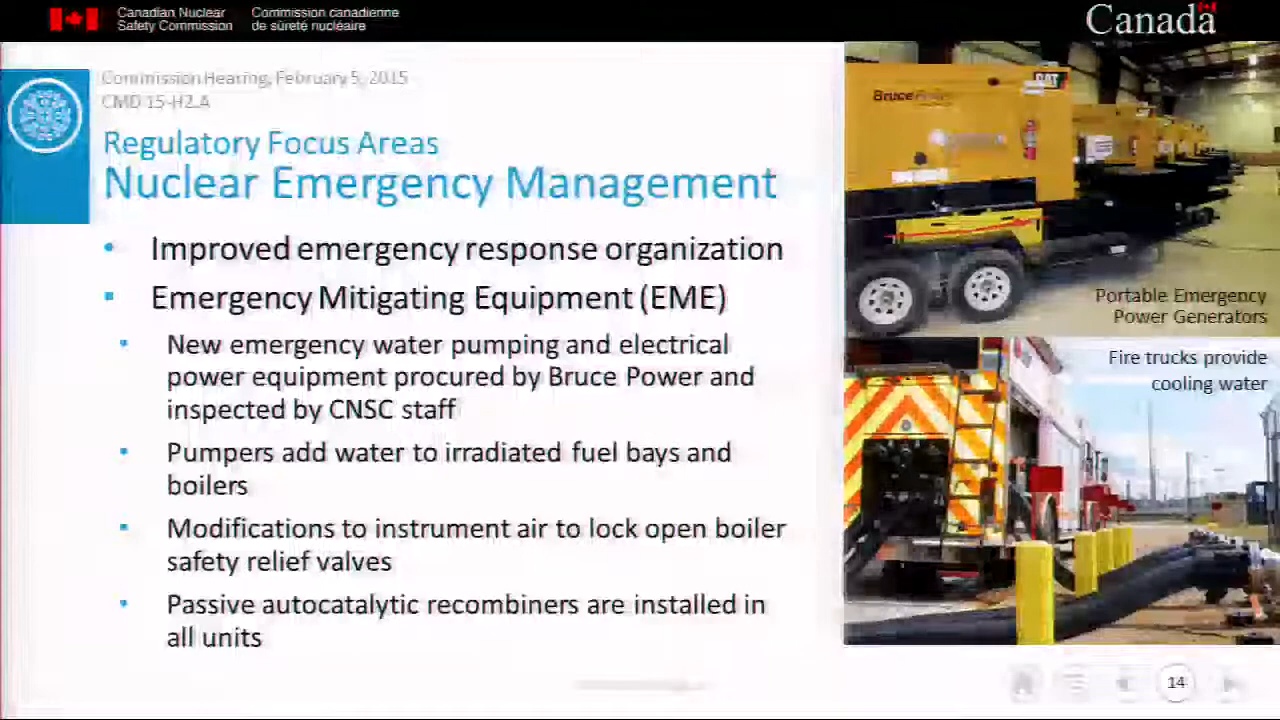 Canadian Nuclear
Safety Commission
Commission canadienne
de sûreté nucléaire
Canada
Commission Hearing, February 5, 2015
CMD 15-H2.A
Regulatory Focus Areas
Nuclear Emergency Management
• Improved emergency response organization
• Emergency Mitigating Equipment (EME)
• New emergency water pumping and electrical
power equipment procured by Bruce Power and
inspected by CNSC staff
• Pumpers add water to irradiated fuel bays and
boilers
• Modifications to instrument air to lock open boiler
safety relief valves
• Passive autocatalytic recombiners are installed in
all units
BrucePower
CAT
Portable Emergency
Power Generators
Fire trucks provide
cooling water
14